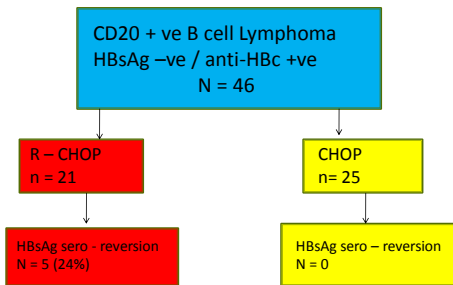 CD20 + ve B cell Lymphoma
HBsAg –ve / anti-HBc +ve
N = 46
R – CHOP
n = 21
CHOP
n= 25
HBsAg sero - reversion
N = 5 (24%)
HBsAg sero – reversion
N = 0